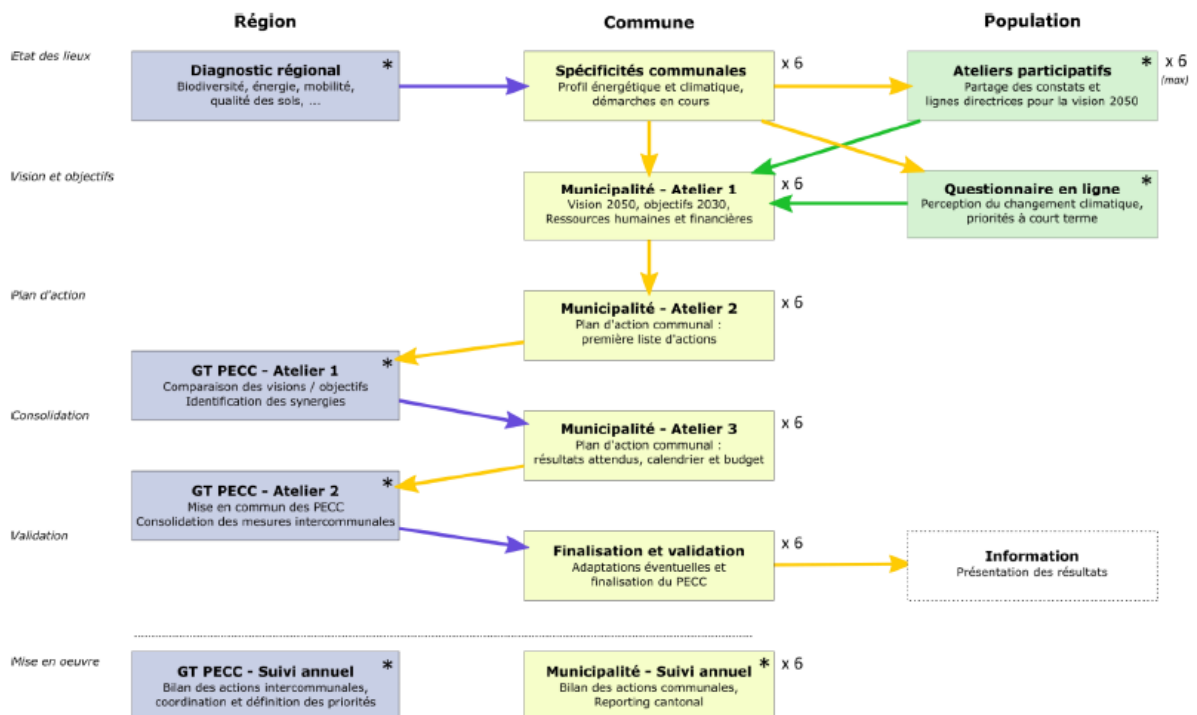 Région
Commune
Population
Etat des lieux
Diagnostic régional *
Biodiversité, énergie, mobilité,
qualité des sols, ...
Spécificités communales
Profil énergétique et climatique,
démarches en cours
x 6
Ateliers participatifs *
Partage des constats et
lignes directrices pour la vision 2050
x 6
(max)
Vision et objectifs
Municipalité - Atelier 1
Vision 2050, objectifs 2030,
Ressources humaines et financières
x 6
Questionnaire en ligne *
Perception du changement climatique,
priorités à court terme
Plan d'action
Municipalité - Atelier 2
Plan d'action communal :
première liste d'actions
x 6
GT PECC - Atelier 1 *
Comparaison des visions / objectifs
Identification des synergies
Consolidation
Municipalité - Atelier 3
Plan d'action communal :
résultats attendus, calendrier et budget
x 6
GT PECC - Atelier 2 *
Mise en commun des PECC
Consolidation des mesures intercommunales
Validation
Finalisation et validation
Adaptations éventuelles et
finalisation du PECC
x 6
Information
Présentation des résultats
Mise en oeuvre
GT PECC - Suivi annuel *
Bilan des actions intercommunales,
coordination et définition des priorités
Municipalité - Suivi annuel *
Bilan des actions communales,
Reporting cantonal
x 6